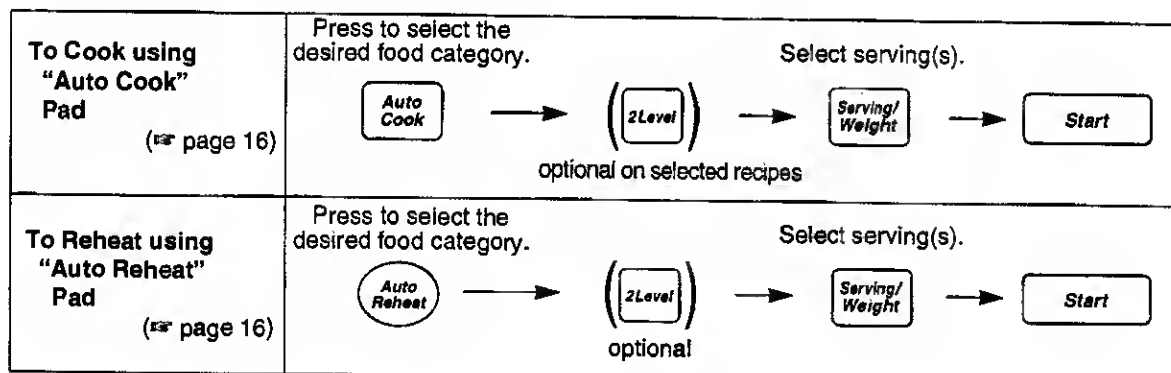 To Cook using
"Auto Cook"
Pad
(☞ page 16)
Press to select the
desired food category.
Select serving(s).
Auto
Cook
(2Level)
Serving/
Weight
Start
optional on selected recipes
To Reheat using
"Auto Reheat"
Pad
(☞ page 16)
Press to select the
desired food category.
Select serving(s).
Auto
Reheat
(2Level)
Serving/
Weight
Start
optional